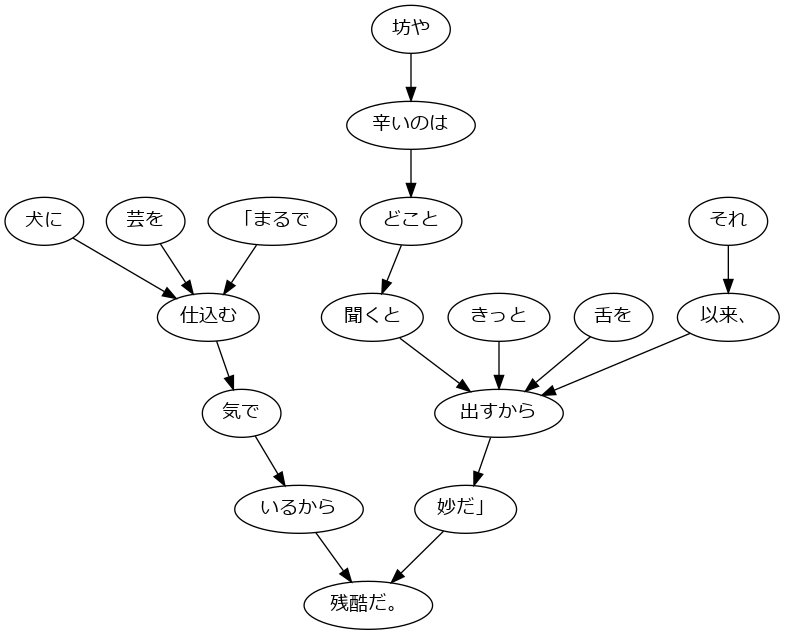 坊や
辛いのは
犬に
芸を
「まるで
どこと
それ
仕込む
聞くと
きっと
舌を
以来、
気で
出すから
いるから
妙だ」
残酷だ。